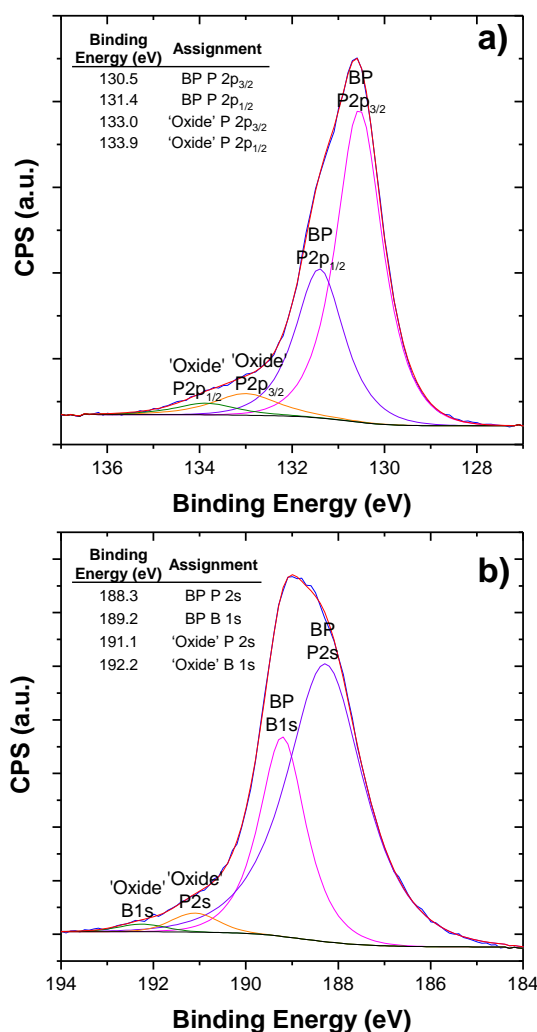 a)
Binding Energy (eV) Assignment
130.5 BP P 2p3/2
131.4 BP P 2p1/2
133.0 'Oxide' P 2p3/2
133.9 'Oxide' P 2p1/2
BP
P2p3/2
BP
P2p1/2
'Oxide'
P2p1/2
'Oxide'
P2p3/2
CPS (a.u.)
136 134 132 130 128
Binding Energy (eV)
b)
Binding Energy (eV) Assignment
188.3 BP P 2s
189.2 BP B 1s
191.1 'Oxide' P 2s
192.2 'Oxide' B 1s
BP
P2s
BP
B1s
'Oxide'
B1s
'Oxide'
P2s
CPS (a.u.)
194 192 190 188 186 184
Binding Energy (eV)